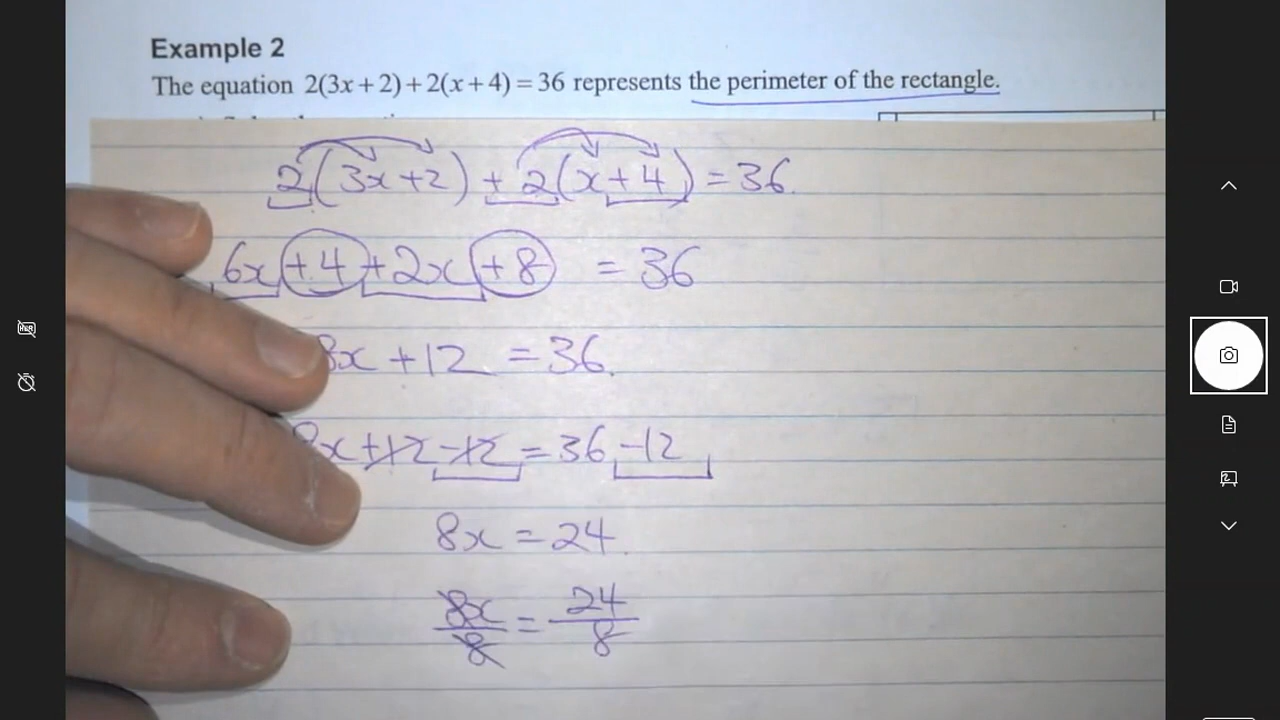 Example 2
The equation 2(3x+2)+2(x+4)=36 represents the perimeter of the rectangle.
2(3x+2) + 2(x+4) = 36.
6x +4 +2x +8 = 36
8x +12 = 36.
8x+12-12 = 36 -12
8x = 24.
8x/8 = 24/8